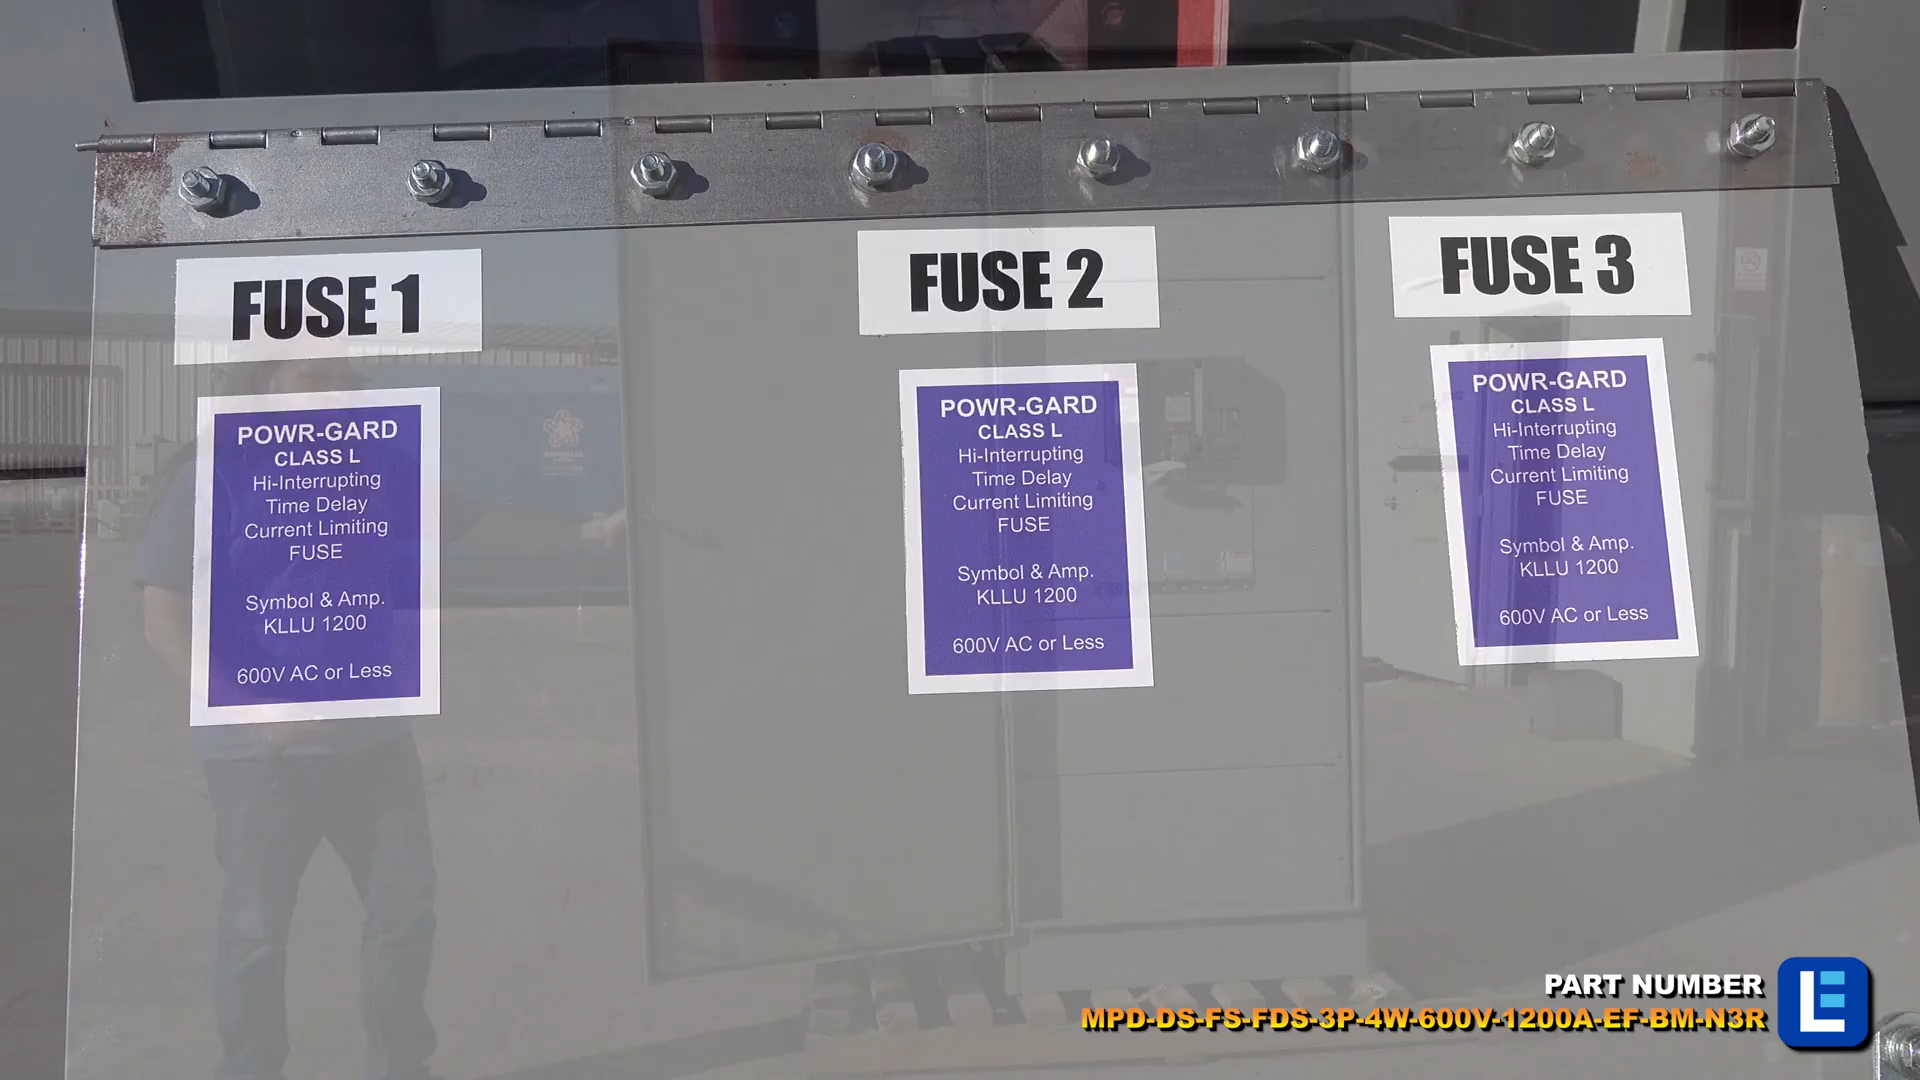 FUSE 1
POWR-GARD
CLASS L
Hi-Interrupting
Time Delay
Current Limiting
FUSE
Symbol & Amp.
KLLU 1200
600V AC or Less
FUSE 2
POWR-GARD
CLASS L
Hi-Interrupting
Time Delay
Current Limiting
FUSE
Symbol & Amp.
KLLU 1200
600V AC or Less
FUSE 3
POWR-GARD
CLASS L
Hi-Interrupting
Time Delay
Current Limiting
FUSE
Symbol & Amp.
KLLU 1200
600V AC or Less
PART NUMBER
MPD-DS-FS-FDS-3P-4W-600V-1200A-EF-BM-N3R
LE